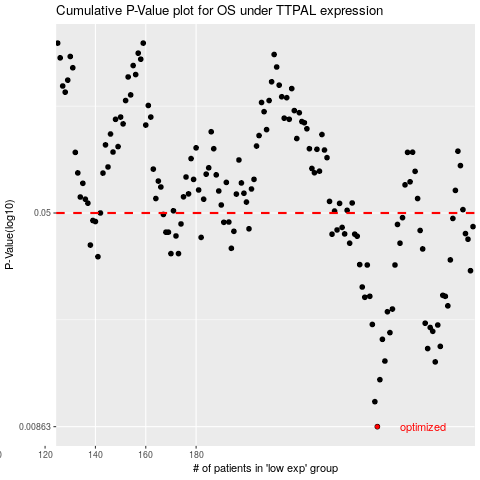 Cumulative P-Value plot for OS under TTPAL expression
P-Value(log10)
0.05
0.00863
optimized
0 120 140 160 180
# of patients in 'low exp' group